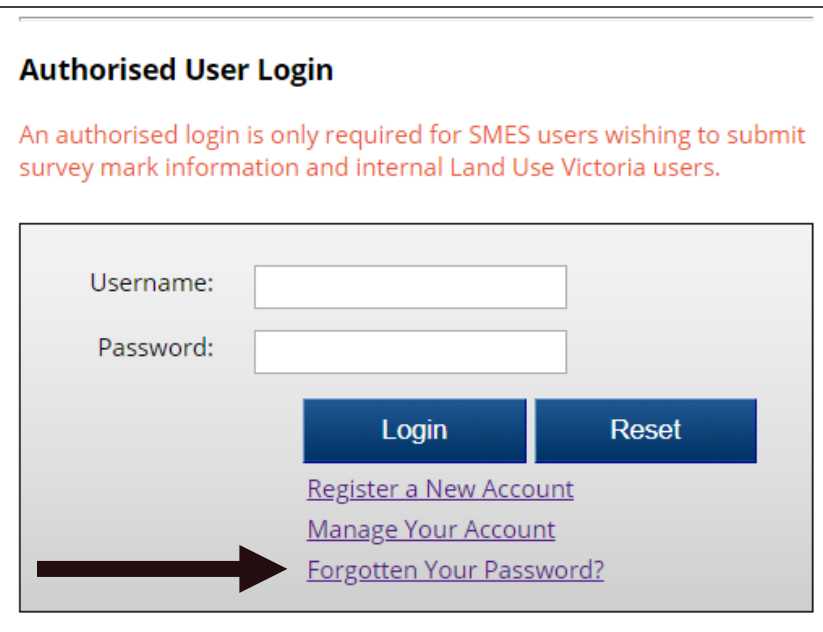 Authorised User Login
An authorised login is only required for SMES users wishing to submit
survey mark information and internal Land Use Victoria users.
Username:
Password:
Login Reset
Register a New Account
Manage Your Account
Forgotten Your Password?